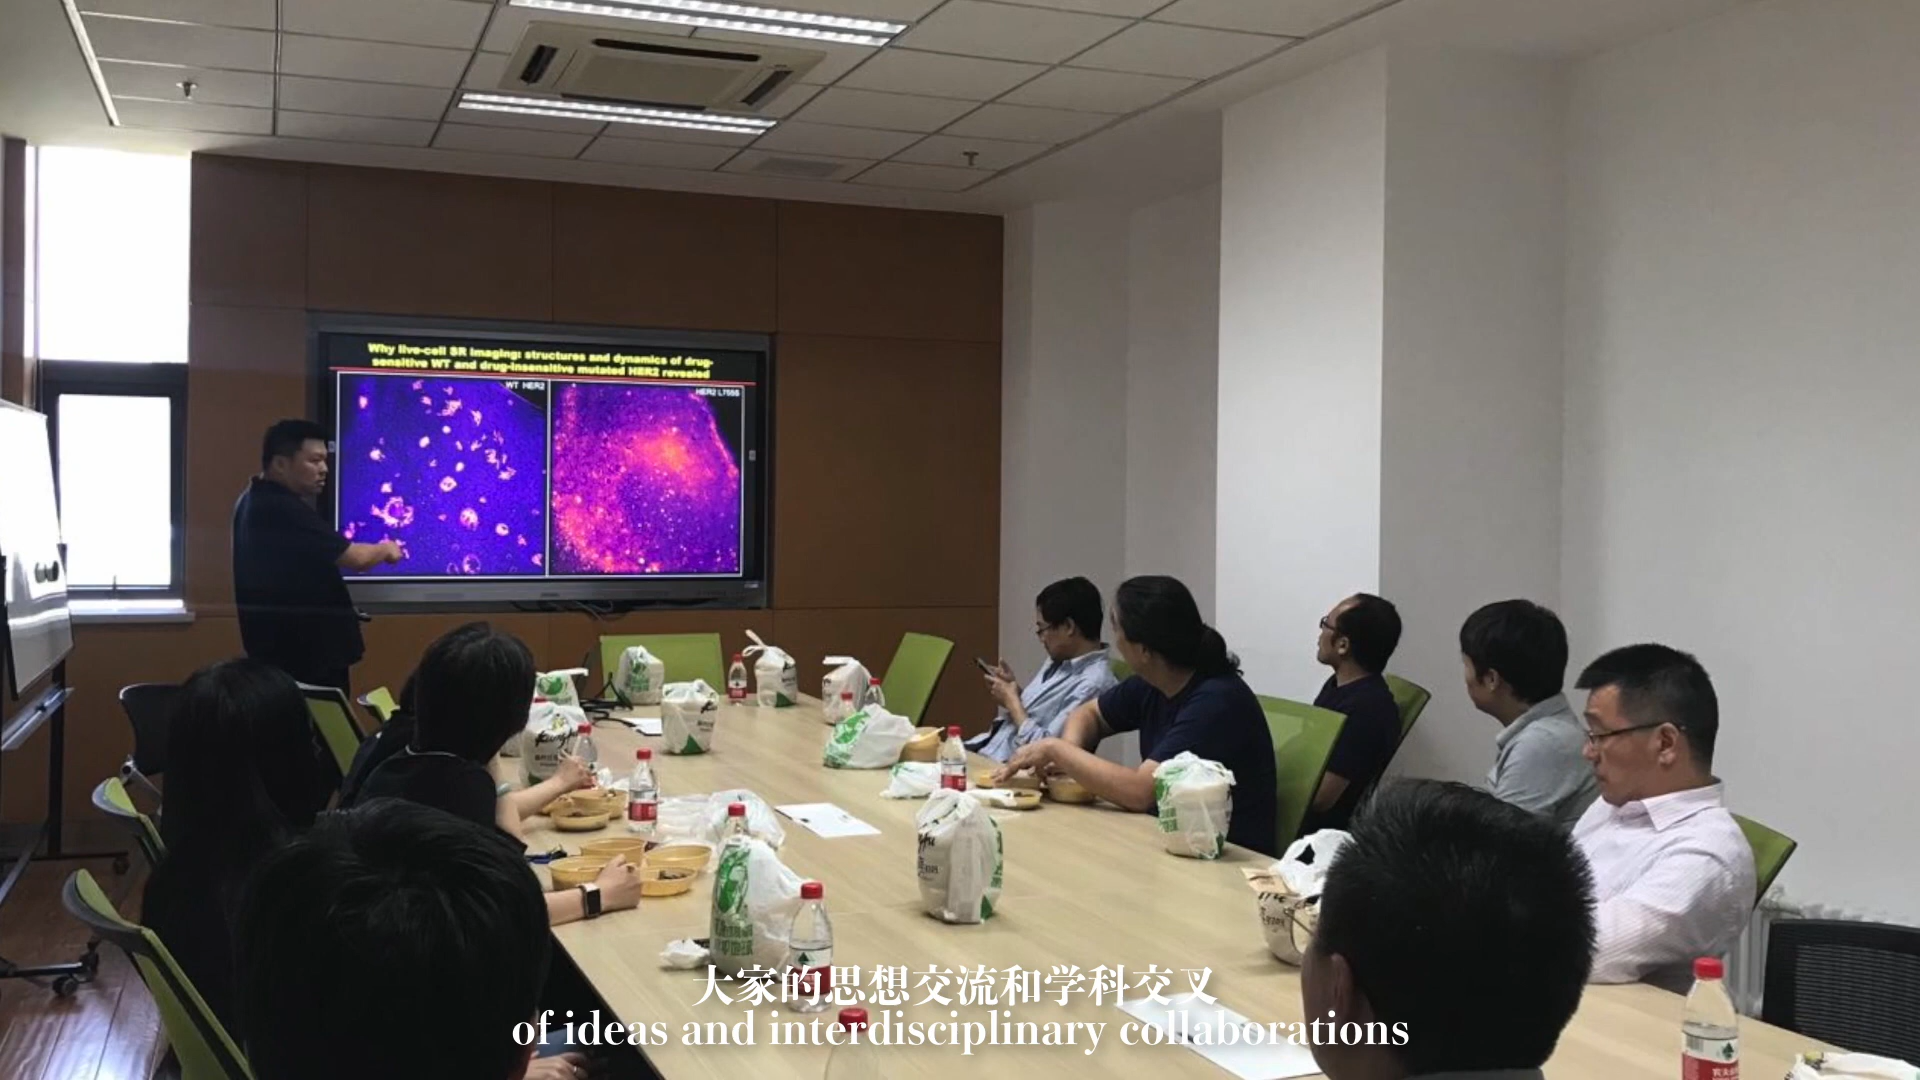 Why live-cell SR imaging: structures and dynamics of drug-
sensitive WT and drug-insensitive mutated HER2 revealed
WT HER2
HER2 L755S
大家的思想交流和学科交叉
of ideas and interdisciplinary collaborations